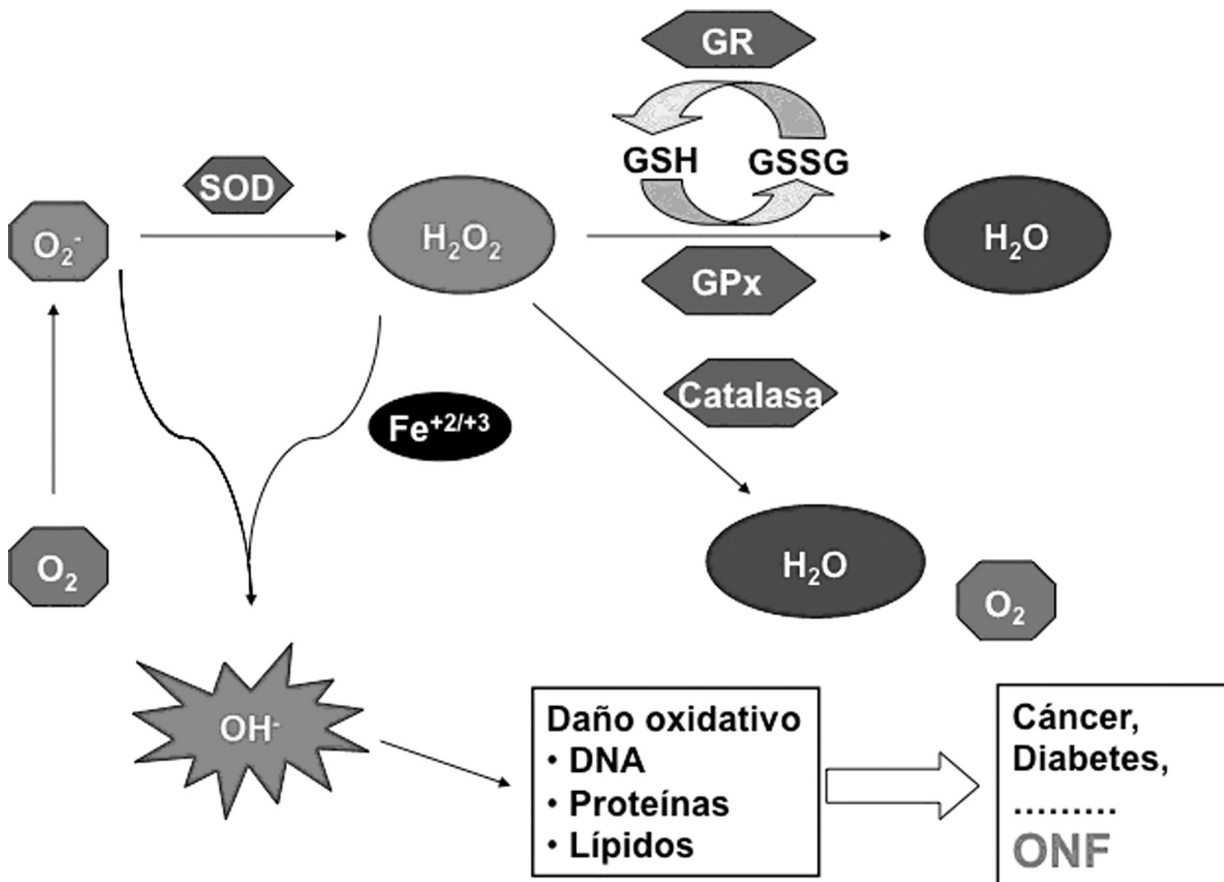 GR
GSH
GSSG
SOD
O₂⁻
H₂O₂
H₂O
GPx
Catalasa
Fe⁺²/⁺³
O₂
H₂O
O₂
OH⁻
Daño oxidativo
• DNA
• Proteínas
• Lípidos
Cáncer,
Diabetes,
.........
ONF